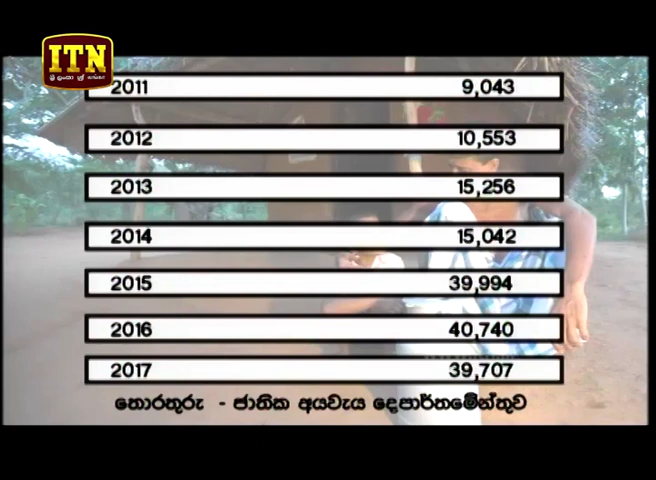 ITN
ශ්‍රී ලංකා ශ්‍රී லங்கா
2011 9,043
2012 10,553
2013 15,256
2014 15,042
2015 39,994
2016 40,740
2017 39,707
තොරතුරු - ජාතික අයවැය දෙපාර්තමේන්තුව